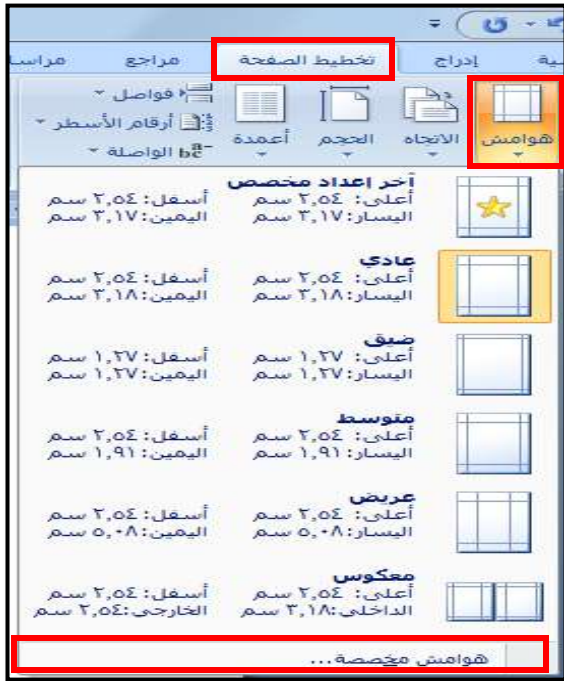 إدراج تخطيط الصفحة مراجع
هوامش الاتجاه الحجم أعمدة
فواصل
أرقام الأسطر
الواصلة
آخر إعداد مخصص
أعلى: ٢,٥٤ سم أسفل: ٢,٥٤ سم
اليسار: ٣,١٧ سم اليمين: ٣,١٧ سم
عادي
أعلى: ٢,٥٤ سم أسفل: ٢,٥٤ سم
اليسار: ٣,١٨ سم اليمين: ٣,١٨ سم
ضيق
أعلى: ١,٢٧ سم أسفل: ١,٢٧ سم
اليسار: ١,٢٧ سم اليمين: ١,٢٧ سم
متوسط
أعلى: ٢,٥٤ سم أسفل: ٢,٥٤ سم
اليسار: ١,٩١ سم اليمين: ١,٩١ سم
عريض
أعلى: ٢,٥٤ سم أسفل: ٢,٥٤ سم
اليسار: ٥,٠٨ سم اليمين: ٥,٠٨ سم
معكوس
أعلى: ٢,٥٤ سم أسفل: ٢,٥٤ سم
الداخلي: ٣,١٨ سم الخارجي: ٢,٥٤ سم
هوامش مخصصة...